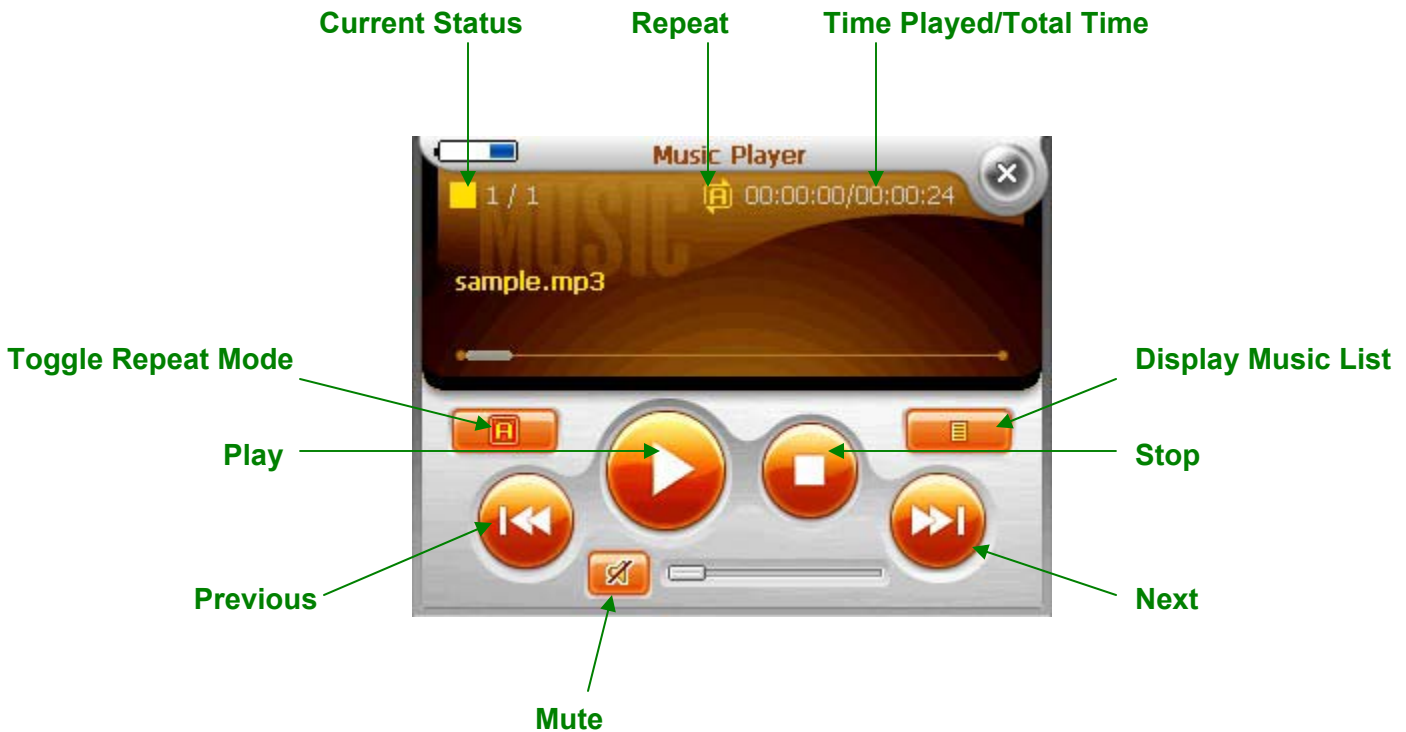 Current Status
Repeat
Time Played/Total Time
Music Player
1 / 1
A 00:00:00/00:00:24
MUSIC
sample.mp3
Toggle Repeat Mode
Display Music List
A
Play
Stop
Previous
Next
Mute